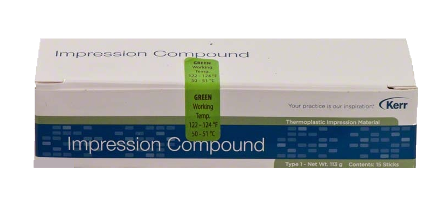 Impression Compound
GREEN
Working
Temp.
122 - 124 °F
50 - 51 °C
GREEN
Working
Temp.
122 - 124 °F
50 - 51 °C
Your practice is our inspiration.
Kerr
Thermoplastic Impression Material
Impression Compound
Type 1 - Net Wt. 113 g - Contents: 15 Sticks